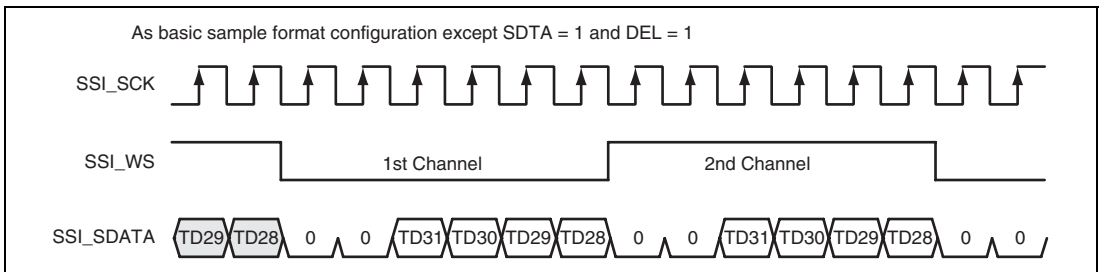 As basic sample format configuration except SDTA = 1 and DEL = 1
SSI_SCK
SSI_WS 1st Channel 2nd Channel
SSI_SDATA TD29 TD28 0 0 TD31 TD30 TD29 TD28 0 0 TD31 TD30 TD29 TD28 0 0